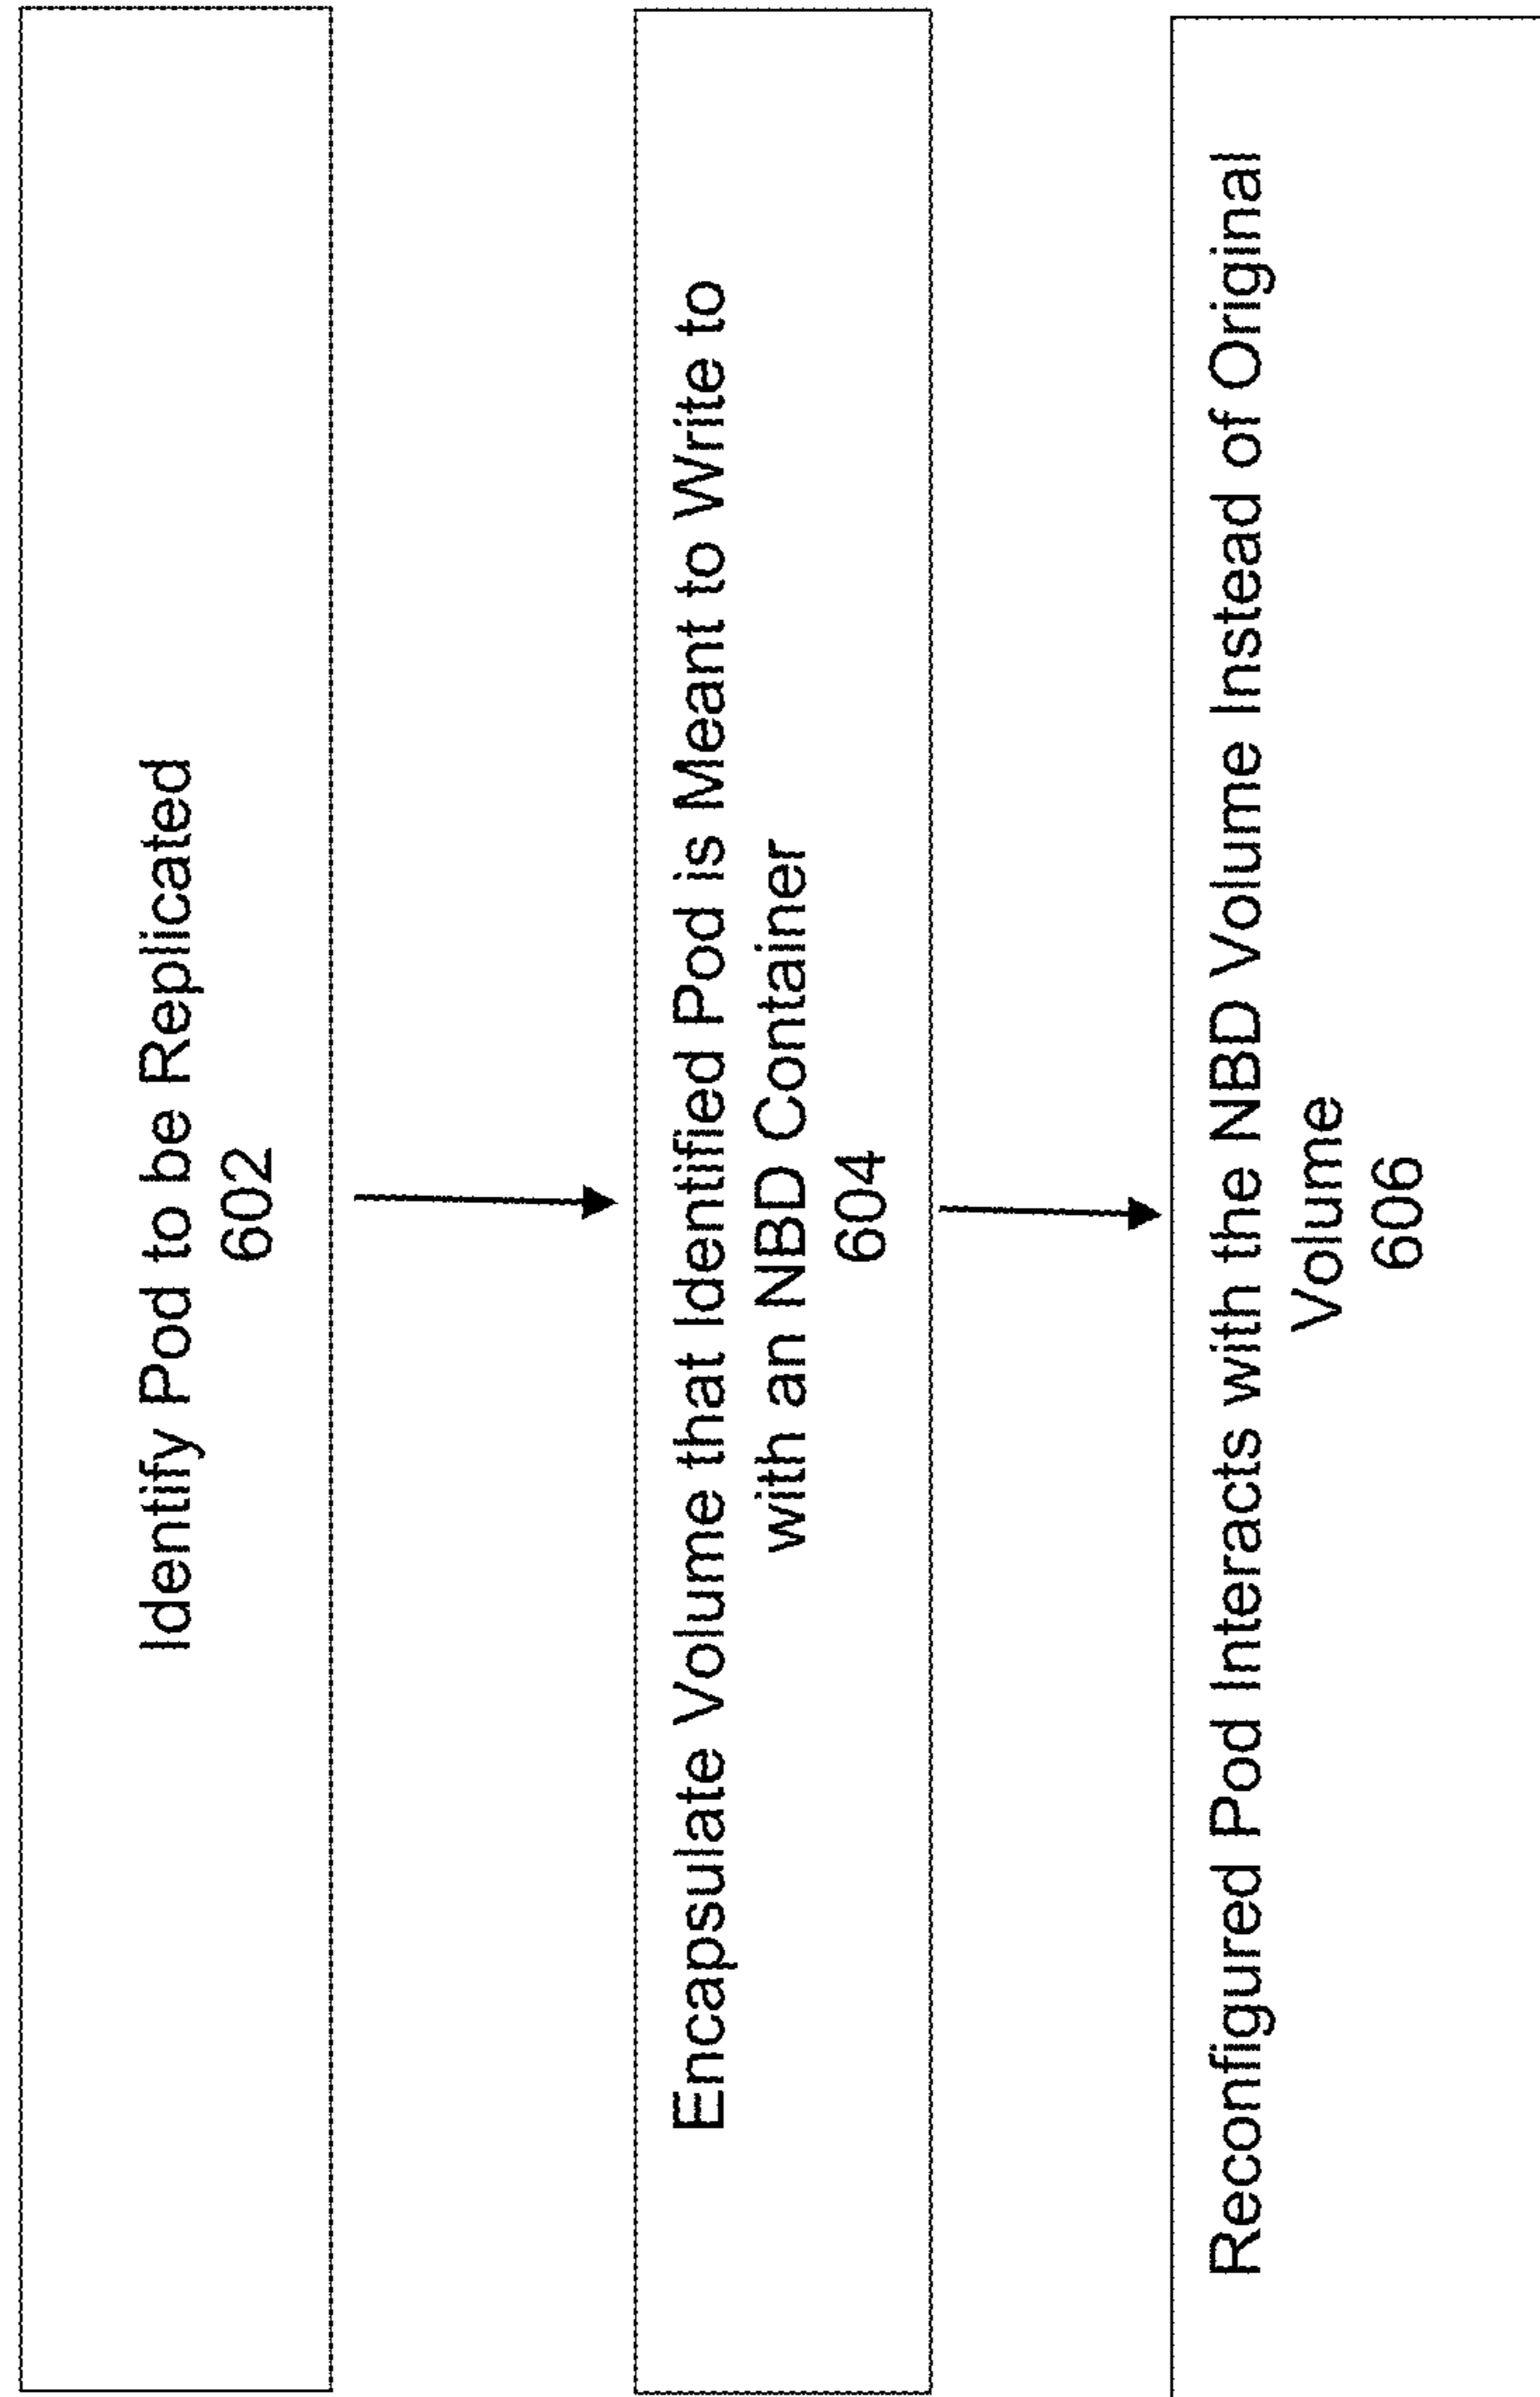 Identify Pod to be Replicated
602
Encapsulate Volume that Identified Pod is Meant to Write to
with an NBD Container
604
Reconfigured Pod Interacts with the NBD Volume Instead of Original
Volume
606